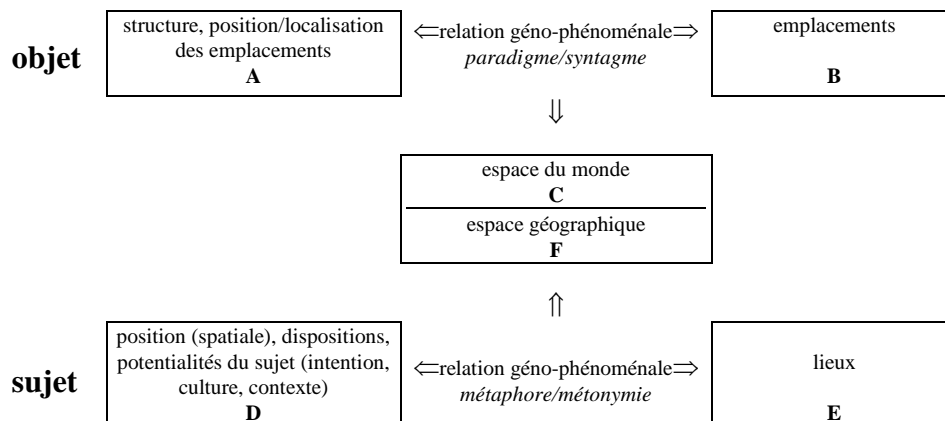 objet
structure, position/localisation
des emplacements
A
⇐relation géno-phénoménale⇒
paradigme/syntagme
⇓
emplacements
B
espace du monde
C
espace géographique
F
⇑
sujet
position (spatiale), dispositions,
potentialités du sujet (intention,
culture, contexte)
D
⇐relation géno-phénoménale⇒
métaphore/métonymie
lieux
E